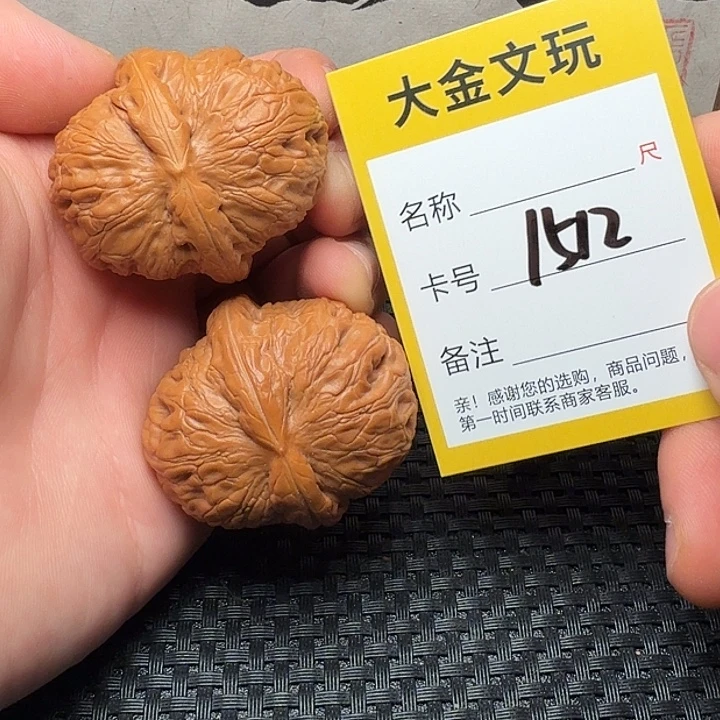 大金文玩
名称
尺
卡号 152
备注
亲！感谢您的选购，商品问题，
第一时间联系商家客服。